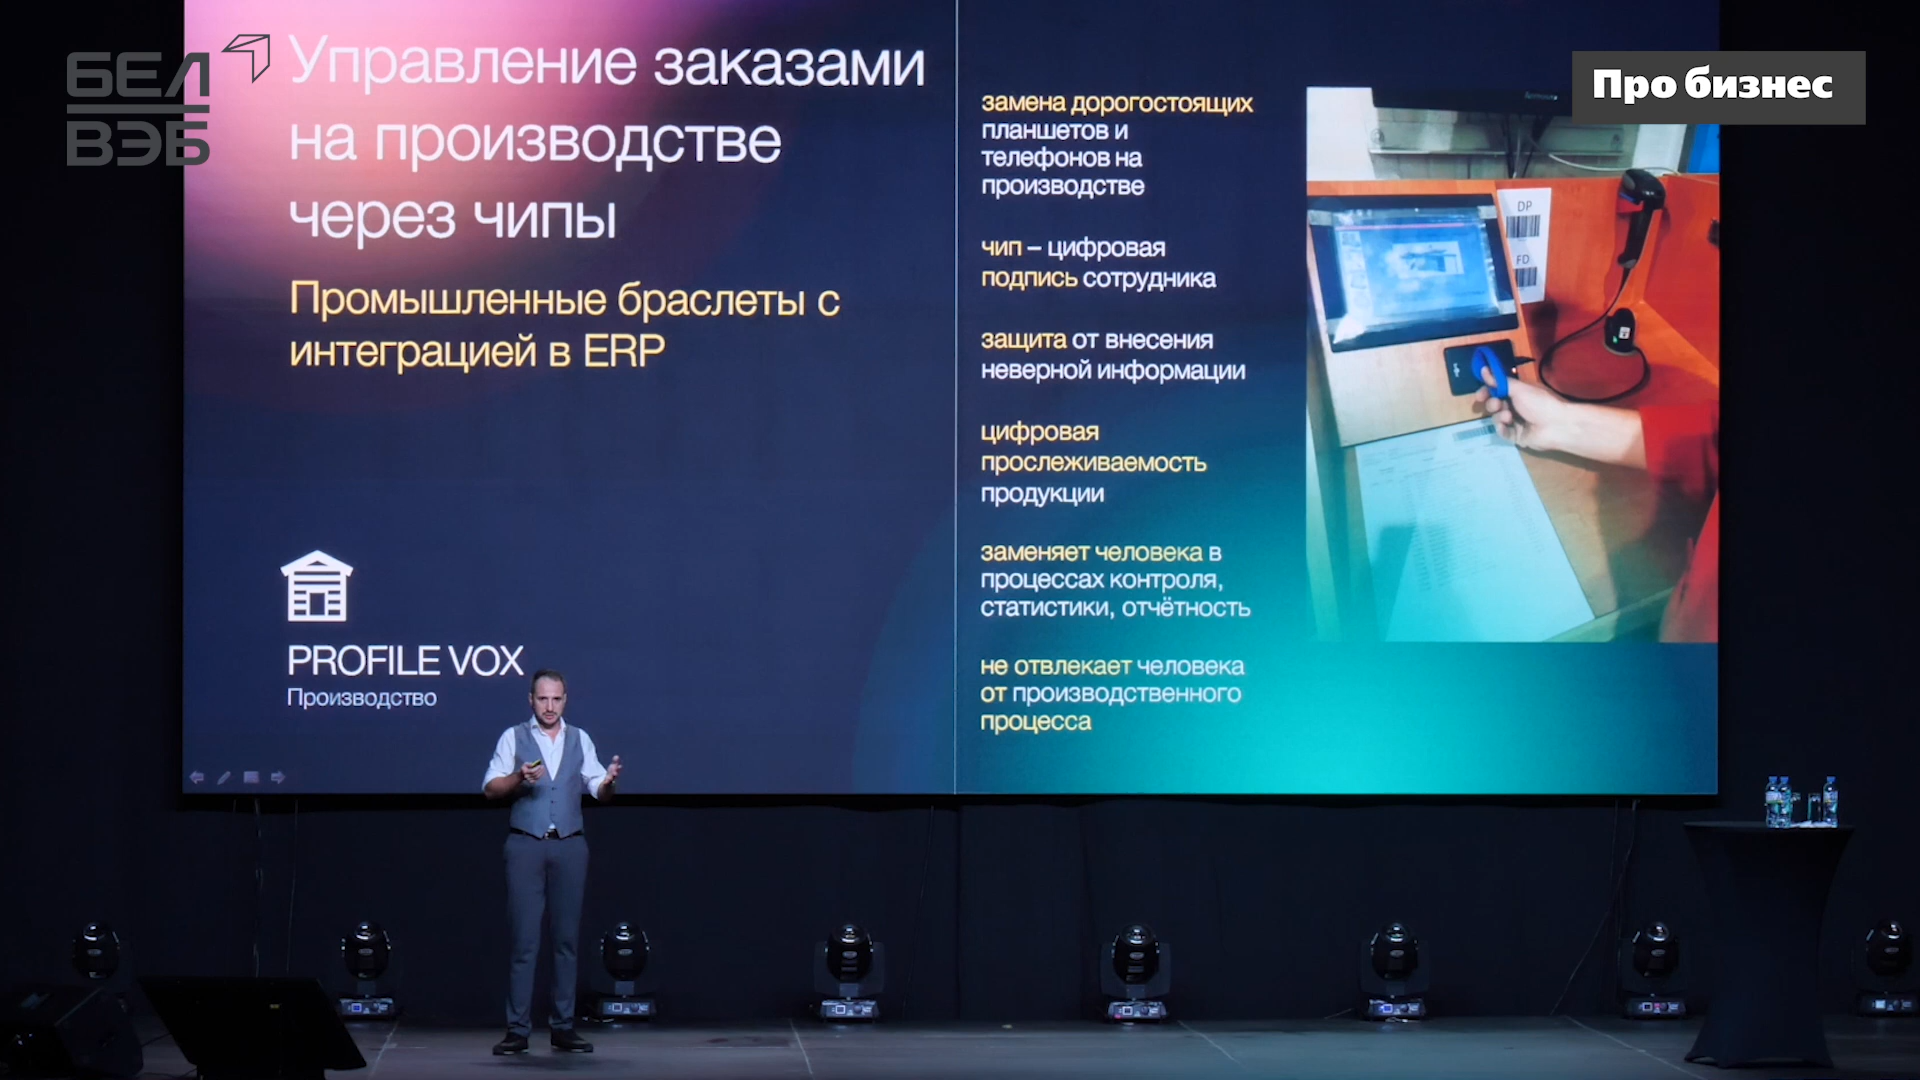 БЕЛ
ВЭБ
Про бизнес
Управление заказами
на производстве
через чипы
Промышленные браслеты с
интеграцией в ERP
PROFILE VOX
Производство
замена дорогостоящих
планшетов и
телефонов на
производстве
чип – цифровая
подпись сотрудника
защита от внесения
неверной информации
цифровая
прослеживаемость
продукции
заменяет человека в
процессах контроля,
статистики, отчётность
не отвлекает человека
от производственного
процесса
DP
FD